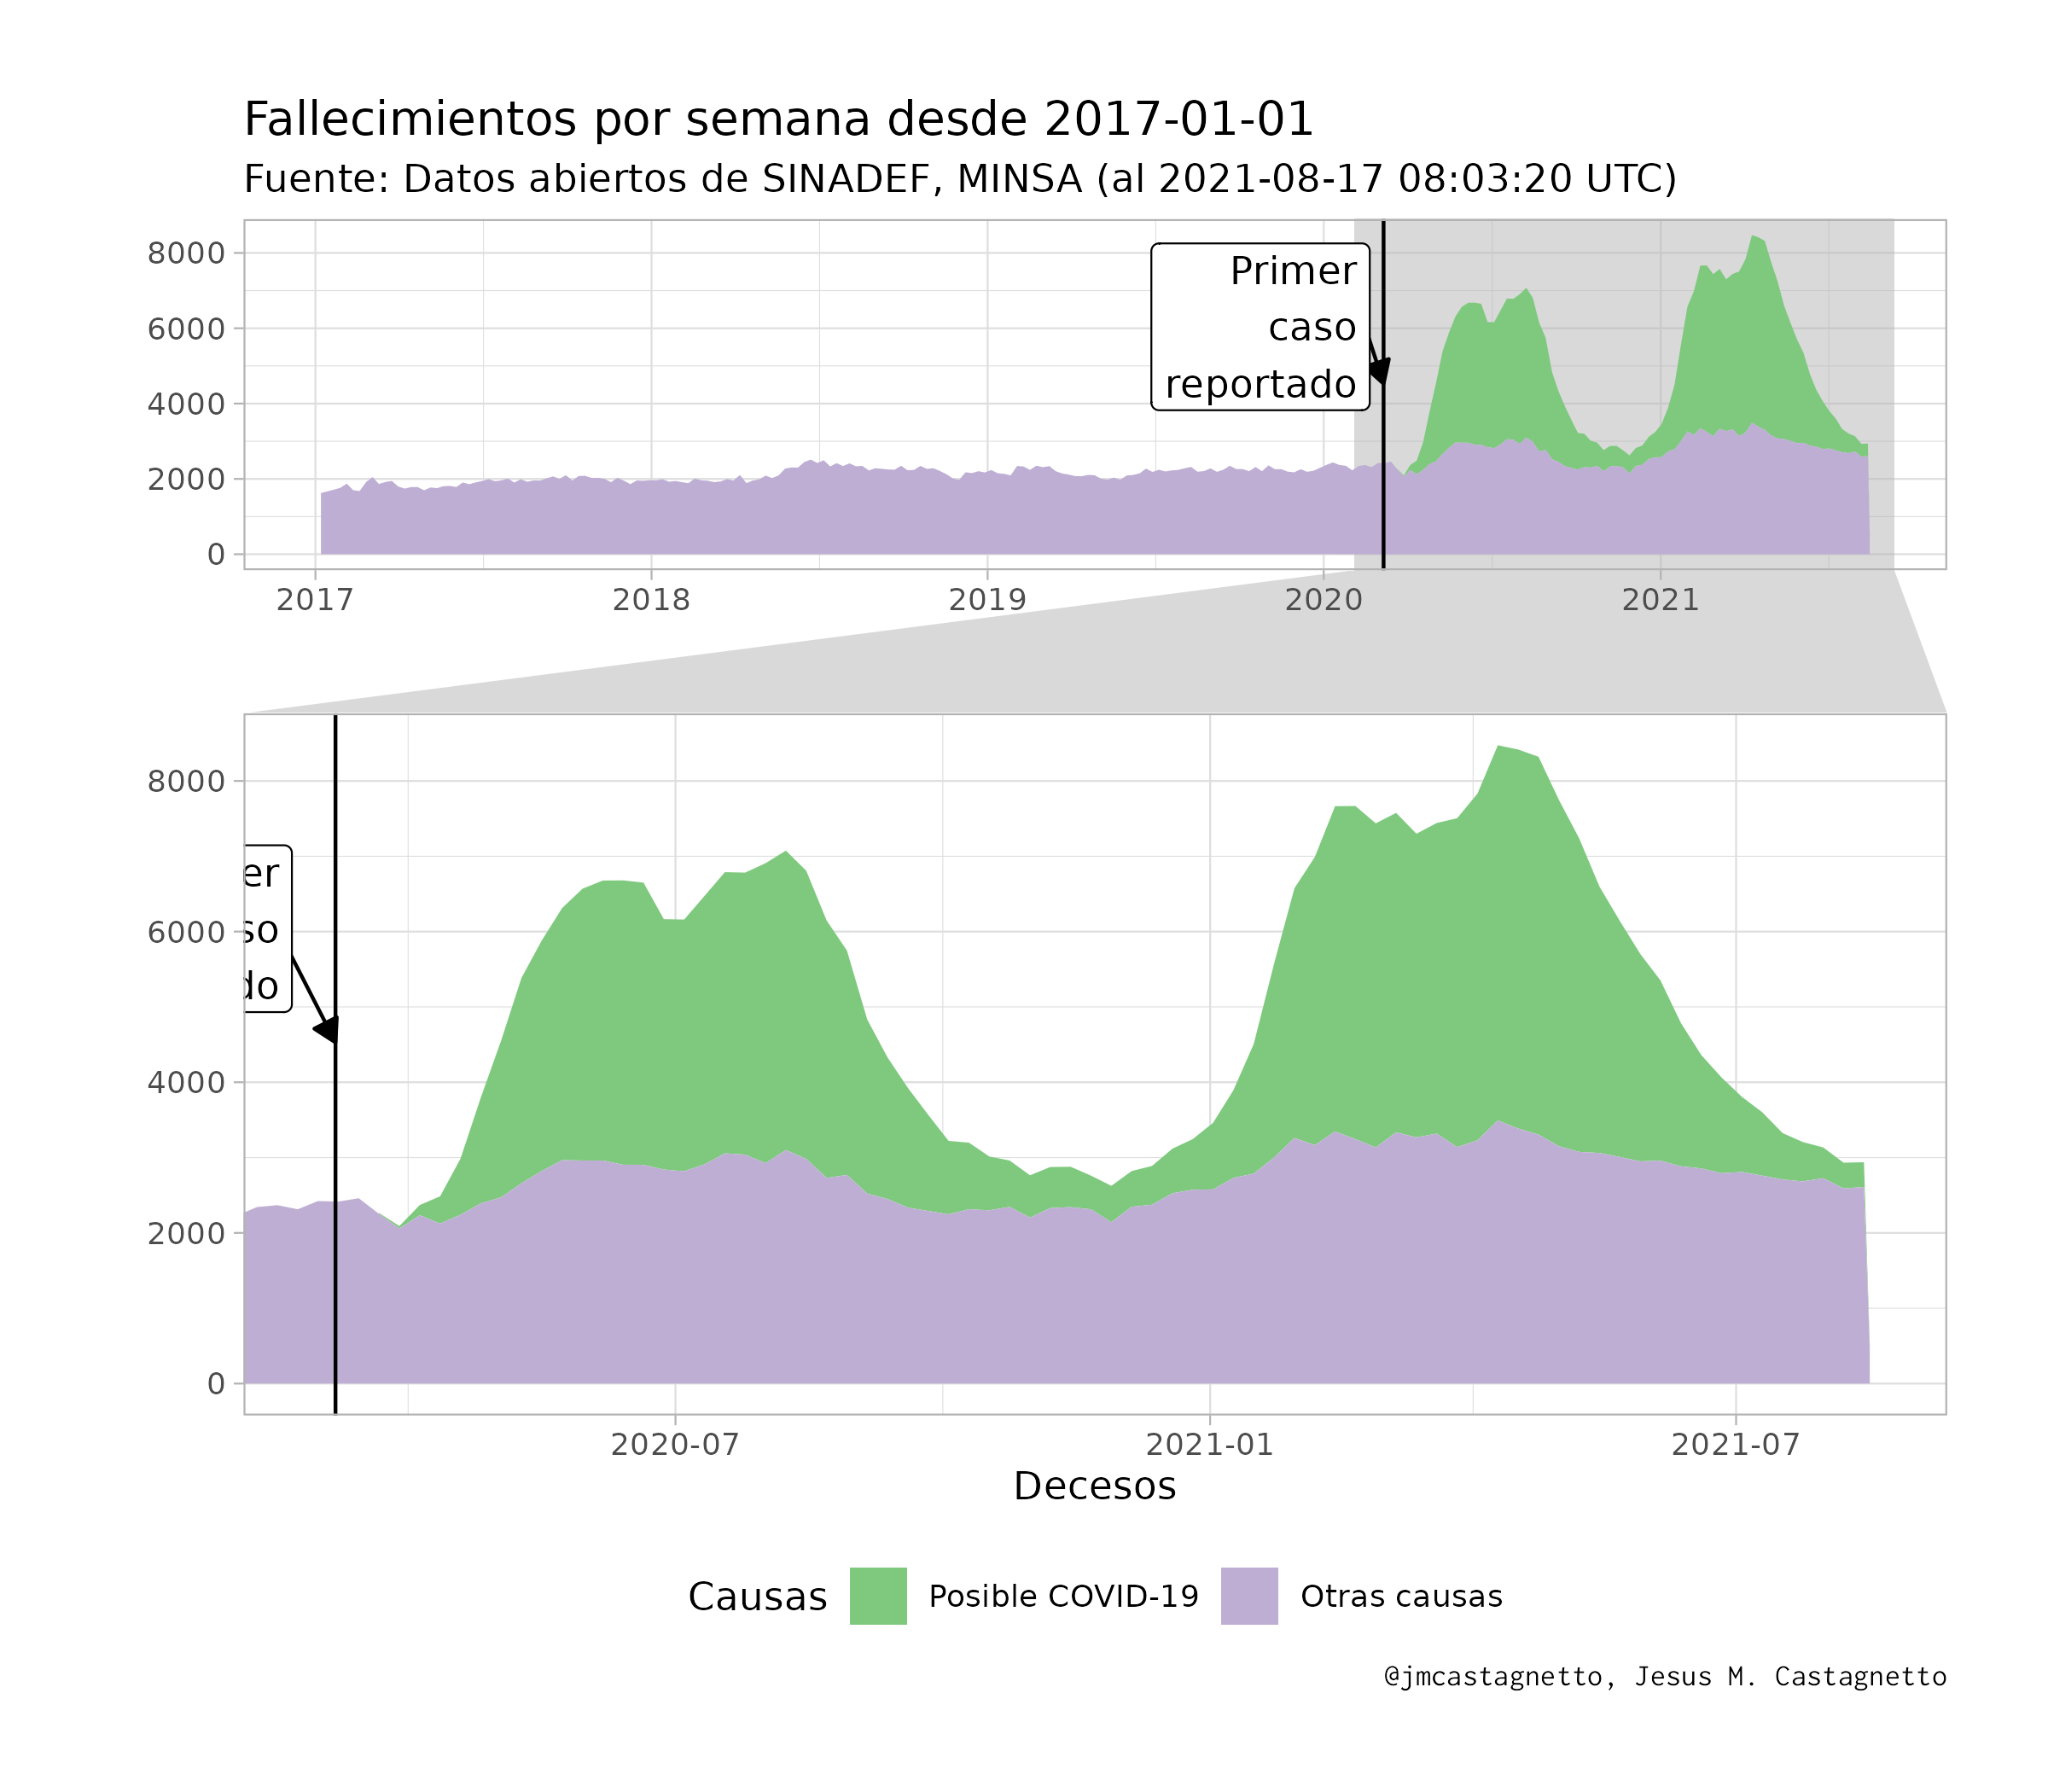 Fallecimientos por semana desde 2017-01-01
Fuente: Datos abiertos de SINADEF, MINSA (al 2021-08-17 08:03:20 UTC)
8000
6000
4000
2000
0
Primer
caso
reportado
2017 2018 2019 2020 2021
8000
6000
4000
2000
0
er
so
do
2020-07 2021-01 2021-07
Decesos
Causas Posible COVID-19 Otras causas
@jmcastagnetto, Jesus M. Castagnetto